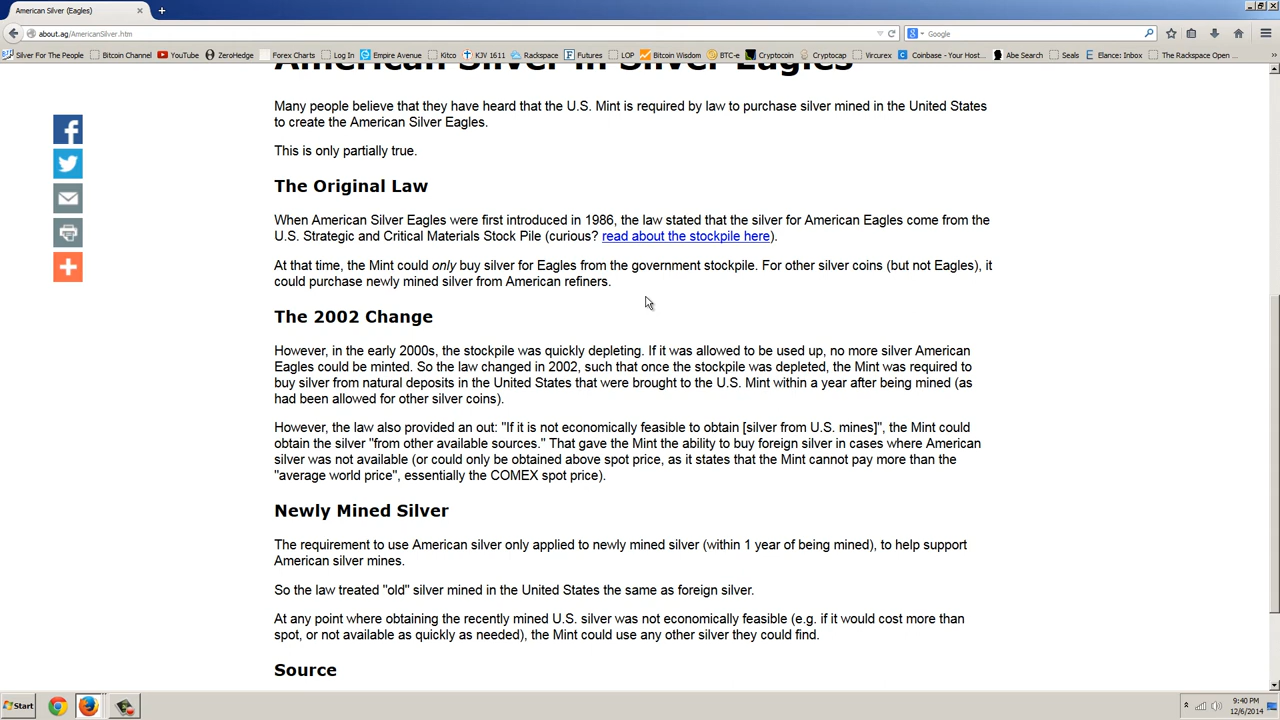 American Silver (Eagles)
about.ag/AmericanSilver.htm
Google
Silver For The People
Bitcoin Channel
YouTube
ZeroHedge
Forex Charts
Log In
Empire Avenue
Kitco
KJV 1611
Rackspace
Futures
LOP
Bitcoin Wisdom
BTC-e
Cryptocoin
Cryptocap
Vircurex
Coinbase - Your Host...
Abe Search
Seals
Elance: Inbox
The Rackspace Open ...
American Silver in Silver Eagles
Many people believe that they have heard that the U.S. Mint is required by law to purchase silver mined in the United States
to create the American Silver Eagles.
This is only partially true.
The Original Law
When American Silver Eagles were first introduced in 1986, the law stated that the silver for American Eagles come from the
U.S. Strategic and Critical Materials Stock Pile (curious? read about the stockpile here).
At that time, the Mint could only buy silver for Eagles from the government stockpile. For other silver coins (but not Eagles), it
could purchase newly mined silver from American refiners.
The 2002 Change
However, in the early 2000s, the stockpile was quickly depleting. If it was allowed to be used up, no more silver American
Eagles could be minted. So the law changed in 2002, such that once the stockpile was depleted, the Mint was required to
buy silver from natural deposits in the United States that were brought to the U.S. Mint within a year after being mined (as
had been allowed for other silver coins).
However, the law also provided an out: "If it is not economically feasible to obtain [silver from U.S. mines]", the Mint could
obtain the silver "from other available sources." That gave the Mint the ability to buy foreign silver in cases where American
silver was not available (or could only be obtained above spot price, as it states that the Mint cannot pay more than the
"average world price", essentially the COMEX spot price).
Newly Mined Silver
The requirement to use American silver only applied to newly mined silver (within 1 year of being mined), to help support
American silver mines.
So the law treated "old" silver mined in the United States the same as foreign silver.
At any point where obtaining the recently mined U.S. silver was not economically feasible (e.g. if it would cost more than
spot, or not available as quickly as needed), the Mint could use any other silver they could find.
Source
Start
9:40 PM
12/6/2014